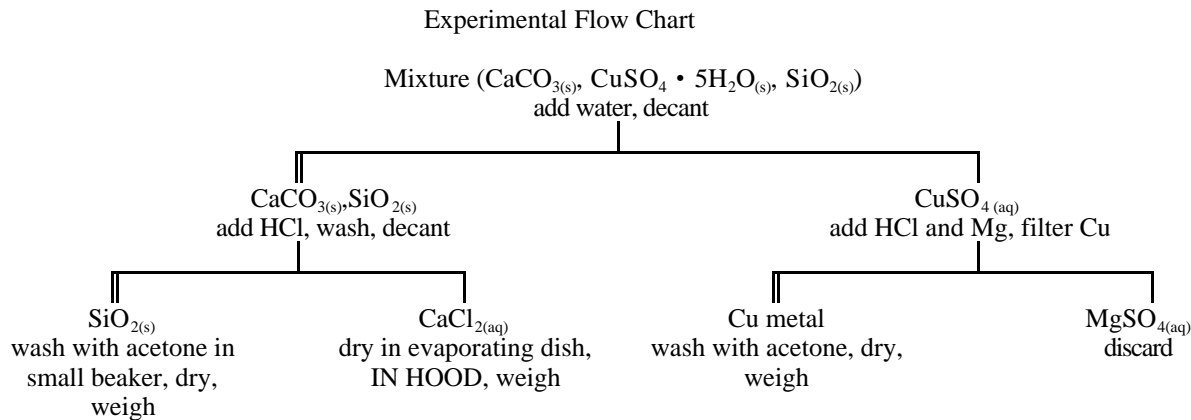 Experimental Flow Chart
Mixture (CaCO₃₍ₛ₎, CuSO₄ • 5H₂O₍ₛ₎, SiO₂₍ₛ₎)
add water, decant
CaCO₃₍ₛ₎,SiO₂₍ₛ₎
add HCl, wash, decant
CuSO₄ (aq)
add HCl and Mg, filter Cu
SiO₂₍ₛ₎
wash with acetone in
small beaker, dry,
weigh
CaCl₂(aq)
dry in evaporating dish,
IN HOOD, weigh
Cu metal
wash with acetone, dry,
weigh
MgSO₄(aq)
discard